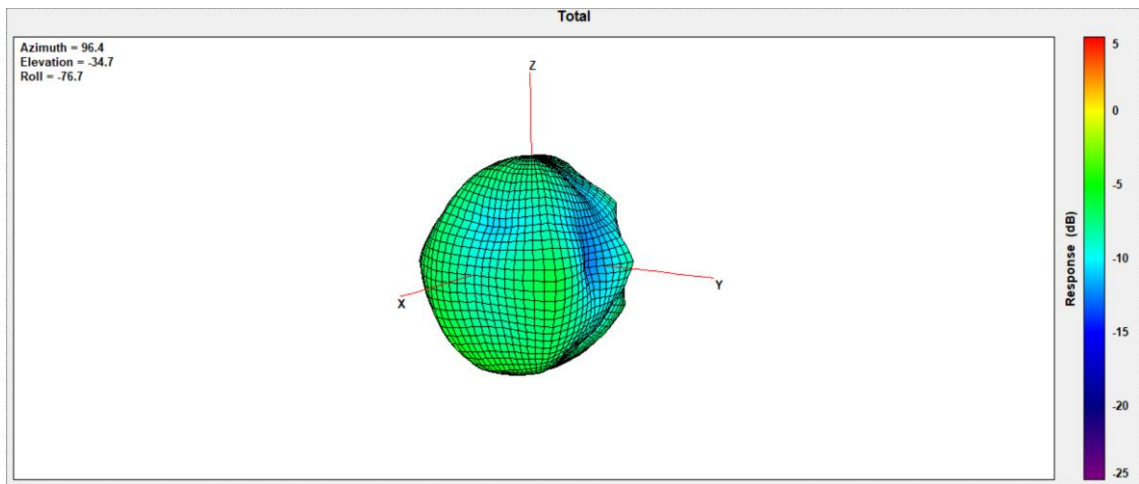 Total
Azimuth = 96.4
Elevation = -34.7
Roll = -76.7
Z
X
Y
5
0
-5
-10
-15
-20
-25
Response (dB)